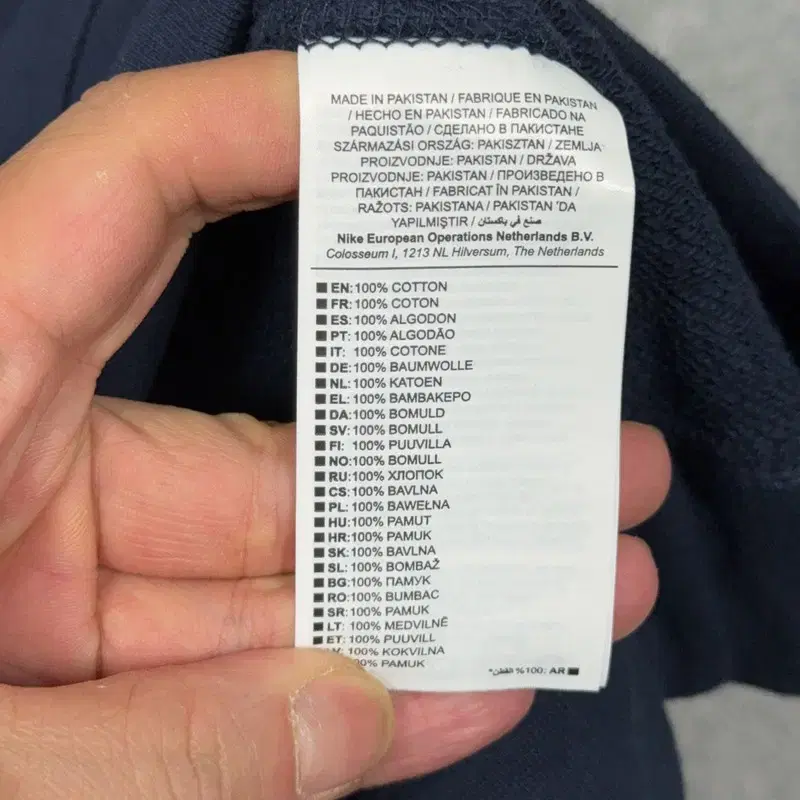 MADE IN PAKISTAN / FABRIQUE EN PAKISTAN
/ HECHO EN PAKISTAN / FABRICADO NA
PAQUISTÃO / СДЕЛАНО В ПАКИСТАНЕ
SZÁRMAZÁSI ORSZÁG: PAKISZTAN / ZEMLJA
PROIZVODNJE: PAKISTAN / DRŽAVA
PROIZVODNJE: PAKISTAN / ПРОИЗВЕДЕНО В
ПАКИСТАН / FABRICAT ÎN PAKISTAN /
RAŽOTS: PAKISTANA / PAKISTAN 'DA
YAPILMIŞTIR / صنع في باكستان
Nike European Operations Netherlands B.V.
Colosseum I, 1213 NL Hilversum, The Netherlands
EN: 100% COTTON
FR: 100% COTON
ES: 100% ALGODON
PT: 100% ALGODÃO
IT: 100% COTONE
DE: 100% BAUMWOLLE
NL: 100% KATOEN
EL: 100% ΒΑΜΒΑΚΕΡΟ
DA: 100% BOMULD
SV: 100% BOMULL
FI: 100% PUUVILLA
NO: 100% BOMULL
RU: 100% ХЛОПОК
CS: 100% BAVLNA
PL: 100% BAWEŁNA
HU: 100% PAMUT
HR: 100% PAMUK
SK: 100% BAVLNA
SL: 100% BOMBAŽ
BG: 100% ПАМУК
RO: 100% BUMBAC
SR: 100% PAMUK
LT: 100% MEDVILNĖ
ET: 100% PUUVILL
100% KOKVILNA
PAMUK
AR :100%